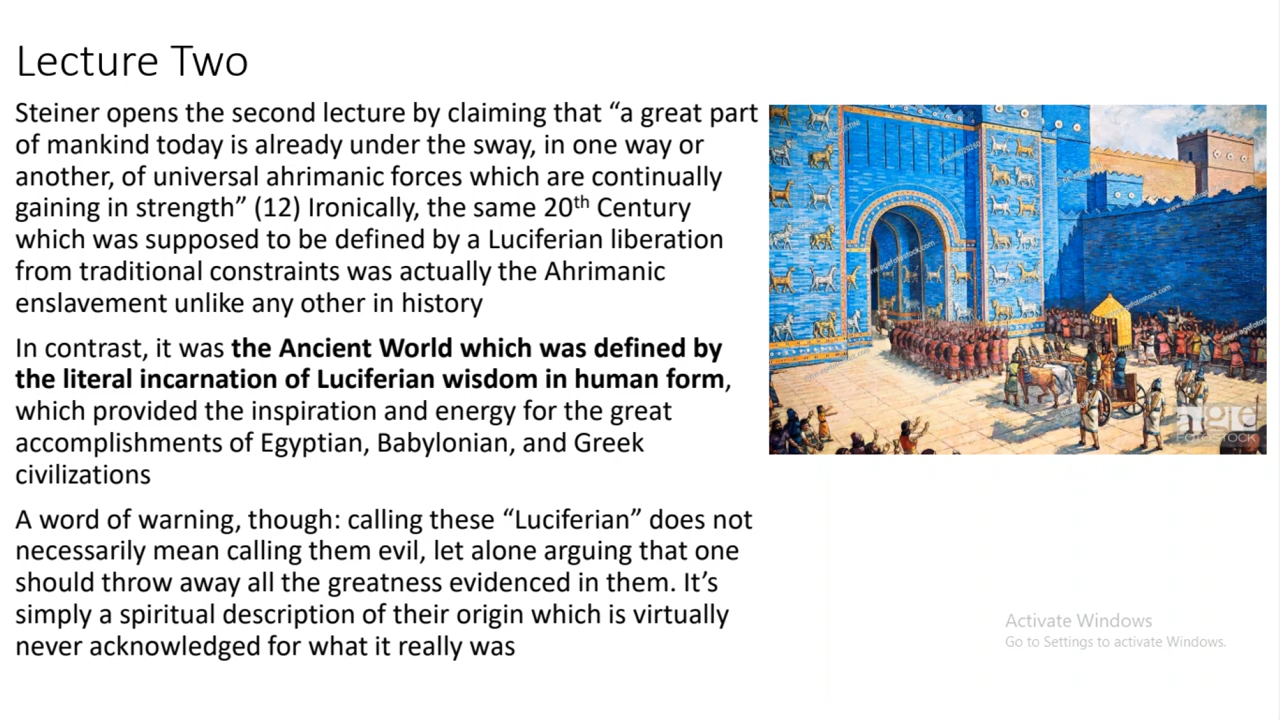 Lecture Two
Steiner opens the second lecture by claiming that “a great part
of mankind today is already under the sway, in one way or
another, of universal ahrimanic forces which are continually
gaining in strength” (12) Ironically, the same 20th Century
which was supposed to be defined by a Luciferian liberation
from traditional constraints was actually the Ahrimanic
enslavement unlike any other in history
In contrast, it was the Ancient World which was defined by
the literal incarnation of Luciferian wisdom in human form,
which provided the inspiration and energy for the great
accomplishments of Egyptian, Babylonian, and Greek
civilizations
A word of warning, though: calling these “Luciferian” does not
necessarily mean calling them evil, let alone arguing that one
should throw away all the greatness evidenced in them. It’s
simply a spiritual description of their origin which is virtually
never acknowledged for what it really was
www.agefotostock.com
age
FOTOSTOCK
Activate Windows
Go to Settings to activate Windows.